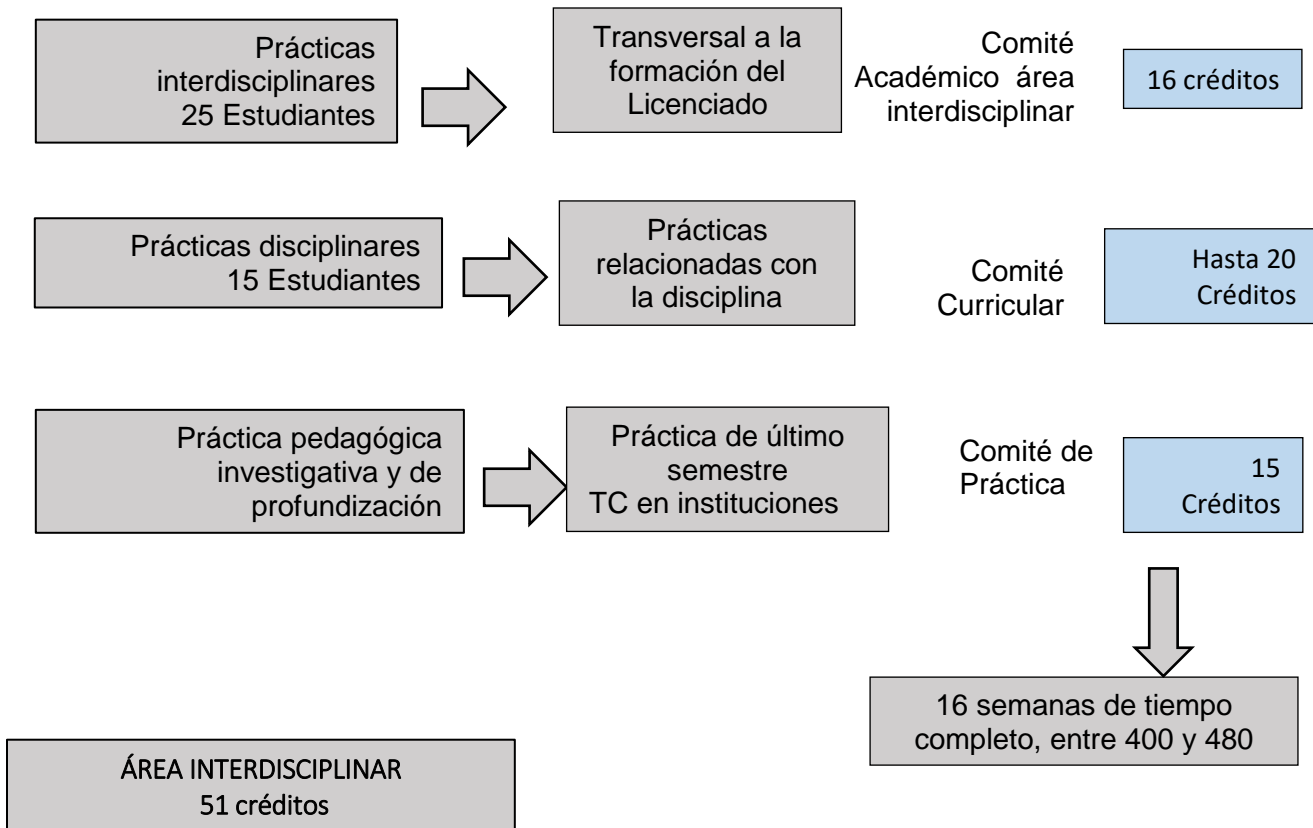 Prácticas
interdisciplinares
25 Estudiantes
Transversal a la
formación del
Licenciado
Comité
Académico área
interdisciplinar
16 créditos
Prácticas disciplinares
15 Estudiantes
Prácticas
relacionadas con
la disciplina
Comité
Curricular
Hasta 20
Créditos
Práctica pedagógica
investigativa y de
profundización
Práctica de último
semestre
TC en instituciones
Comité de
Práctica
15
Créditos
16 semanas de tiempo
completo, entre 400 y 480
ÁREA INTERDISCIPLINAR
51 créditos